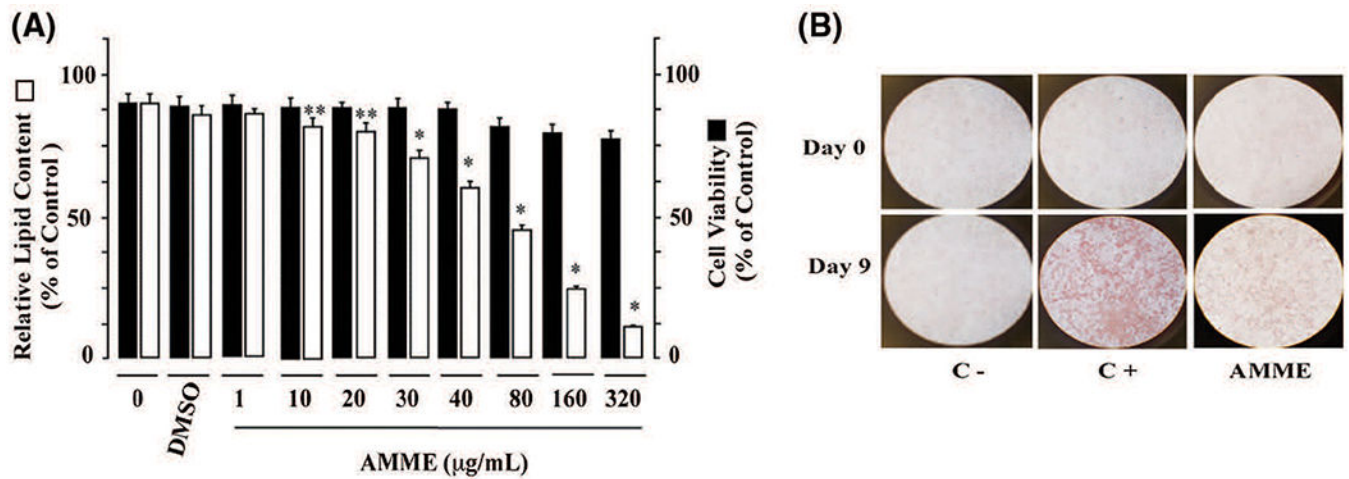 (A)
Relative Lipid Content
(% of Control)
100
50
0
** ** * * * * *
100
50
0
Cell Viability
(% of Control)
0 DMSO 1 10 20 30 40 80 160 320
AMME (μg/mL)
(B)
Day 0
Day 9
C - C + AMME